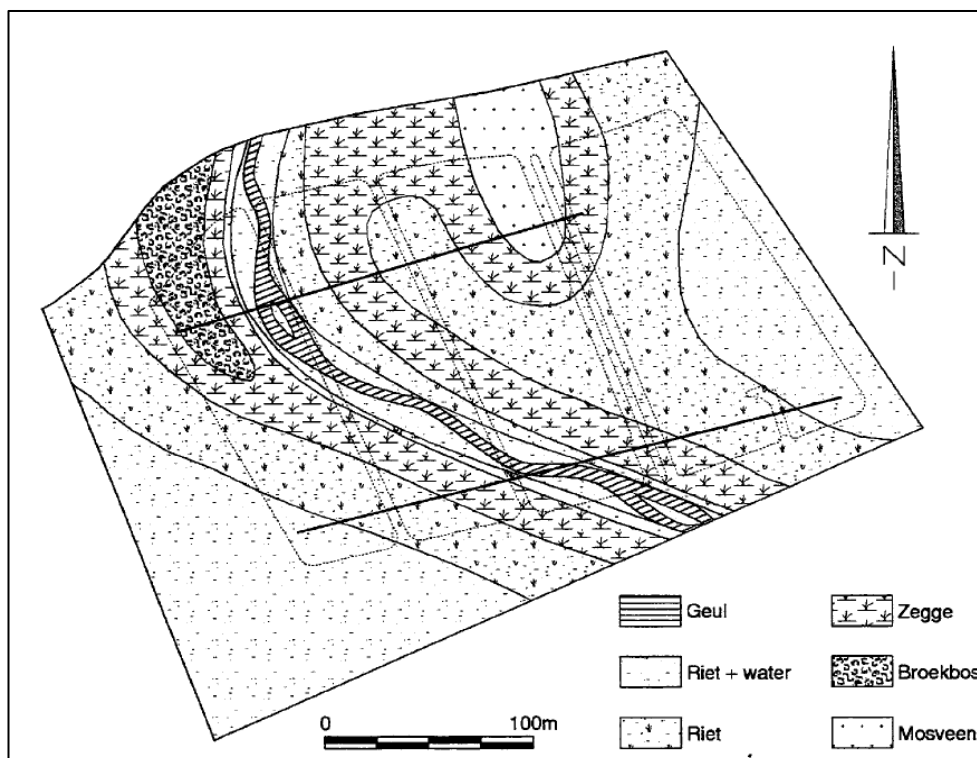 N
0 100m
Geul
Riet + water
Riet
Zegge
Broekbos
Mosveen